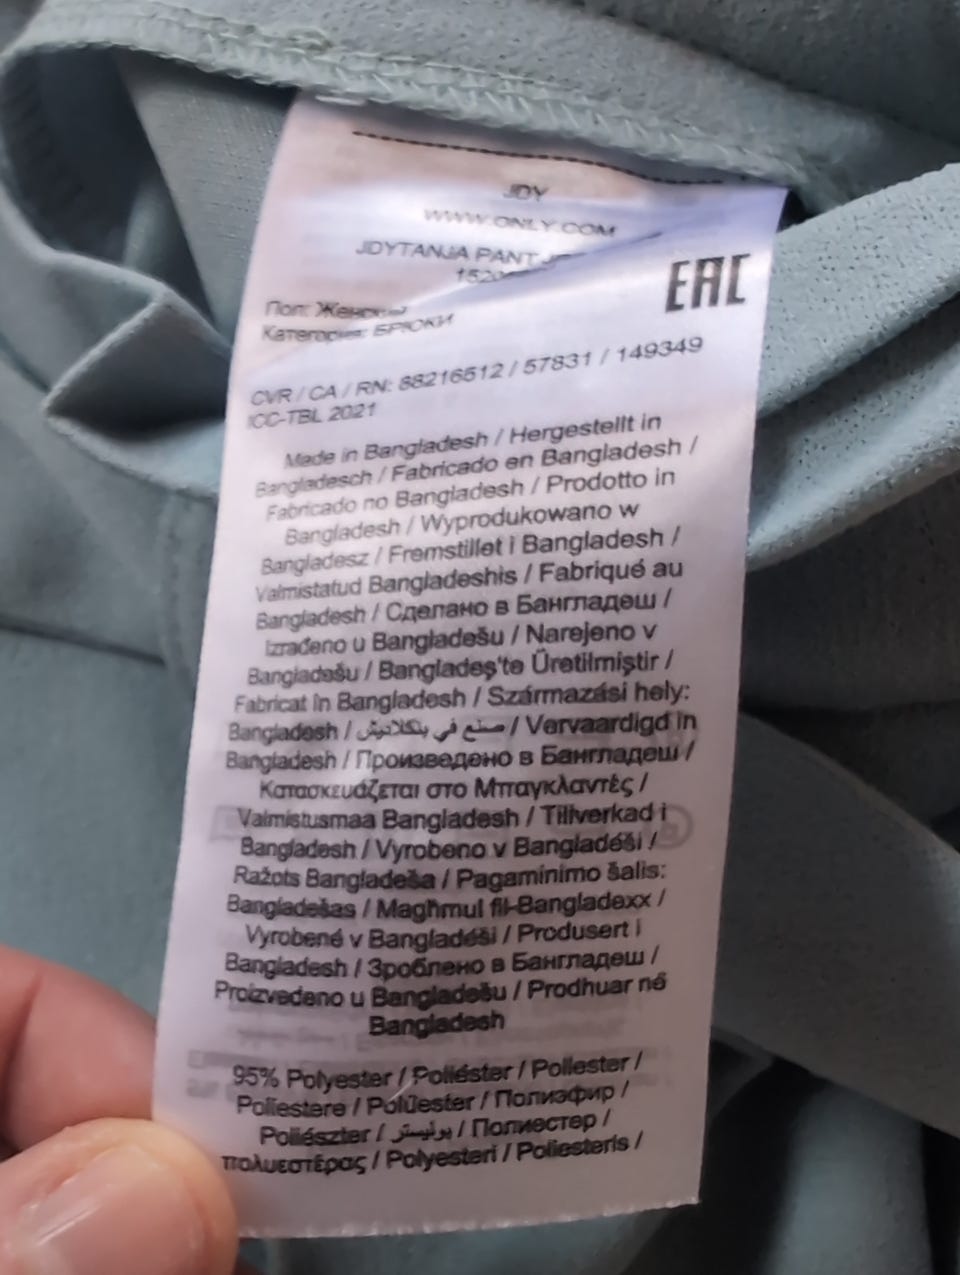 JDY
WWW.ONLY.COM
JDYTANJA PANT
1520
EAC
Пол: Женский
Категория: БРЮКИ
CVR / CA / RN: 88216512 / 57831 / 149349
ICC-TBL 2021
Made in Bangladesh / Hergestellt in
Bangladesch / Fabricado en Bangladesh /
Fabricado no Bangladesh / Prodotto in
Bangladesh / Wyprodukowano w
Bangladesz / Fremstillet i Bangladesh /
Valmistatud Bangladeshis / Fabriqué au
Bangladesh / Сделано в Бангладеш /
Izrađeno u Bangladešu / Narejeno v
Bangladešu / Bangladeş'te Üretilmiştir /
Fabricat în Bangladesh / Származási hely:
Bangladesh / صنع في بنكلاديش / Vervaardigd in
Bangladesh / Произведено в Бангладеш /
Κατασκευάζεται στο Μπαγκλαντές /
Valmistusmaa Bangladesh / Tillverkad i
Bangladesh / Vyrobeno v Bangladéši /
Ražots Bangladeša / Pagaminimo šalis:
Bangladešas / Magħmul fil-Bangladexx /
Vyrobené v Bangladéši / Produsert i
Bangladesh / Зроблено в Бангладеш /
Proizvedeno u Bangladešu / Prodhuar në
Bangladesh
95% Polyester / Poliéster / Poliester /
Poliestere / Polüester / Полиэфир /
Poliészter / بوليستر / Полиестер /
πολυεστέρας / Polyesteri / Poliesteris /